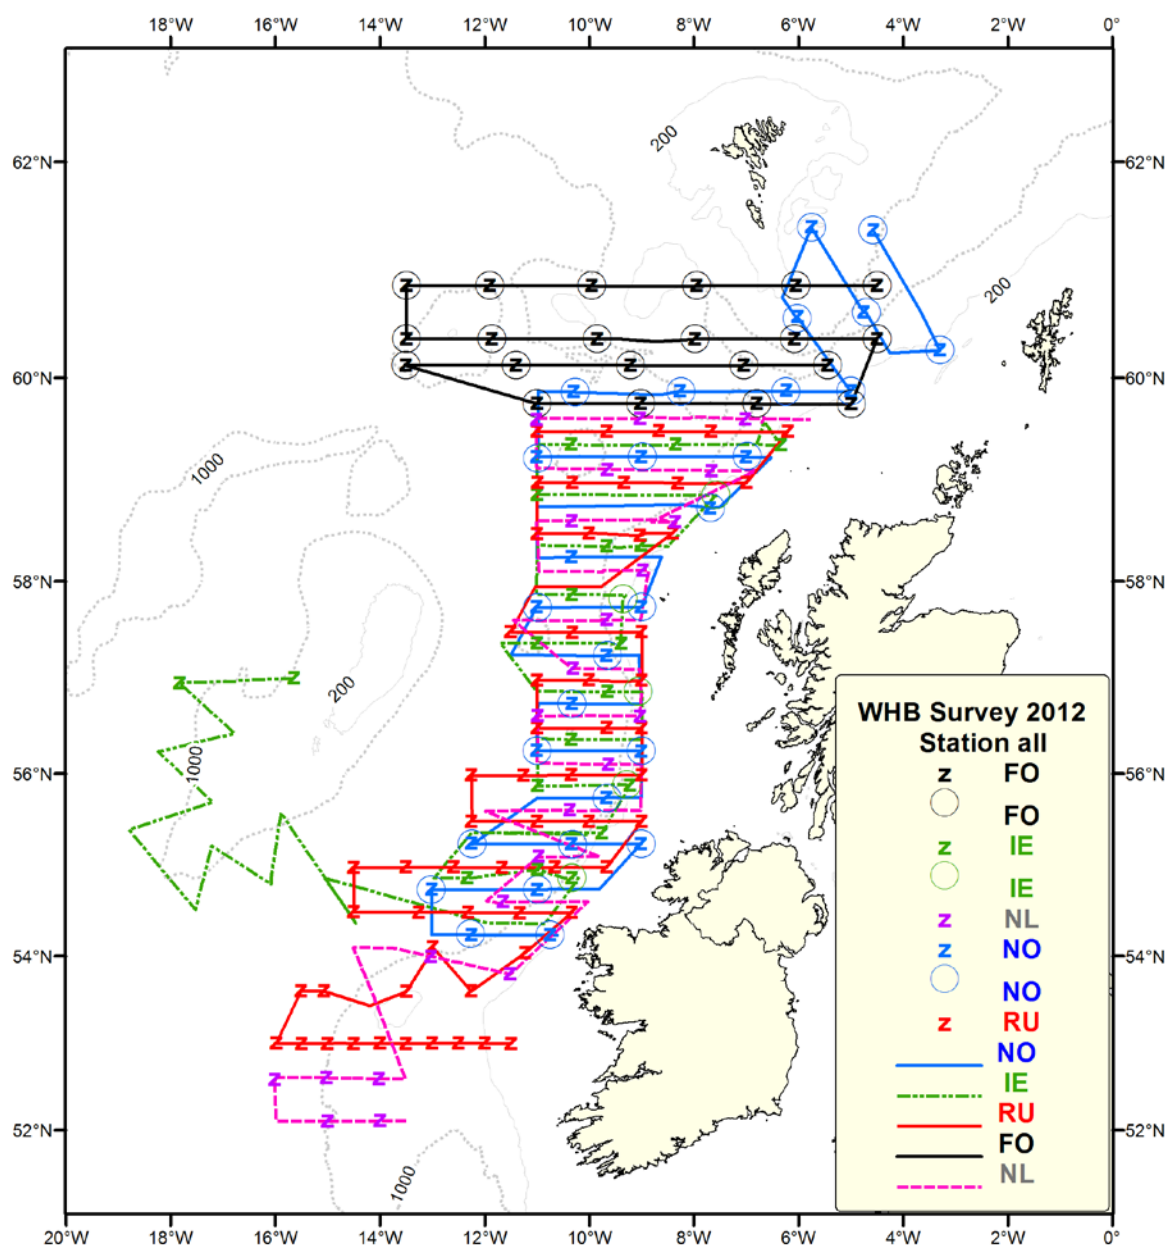 18°W 16°W 14°W 12°W 10°W 8°W 6°W 4°W 2°W 0°
200
62°N 62°N
Z Z
Z Z Z Z Z Z
200
Z Z
Z Z Z Z Z Z Z
Z Z Z Z Z
60°N 60°N
Z Z Z Z
Z Z Z Z
1000
58°N 58°N
200
1000
56°N 56°N
54°N 54°N
52°N 52°N
1000
WHB Survey 2012
Station all
Z FO
FO
Z IE
IE
Z NL
Z NO
NO
Z RU
NO
IE
RU
FO
NL
20°W 18°W 16°W 14°W 12°W 10°W 8°W 6°W 4°W 2°W 0°